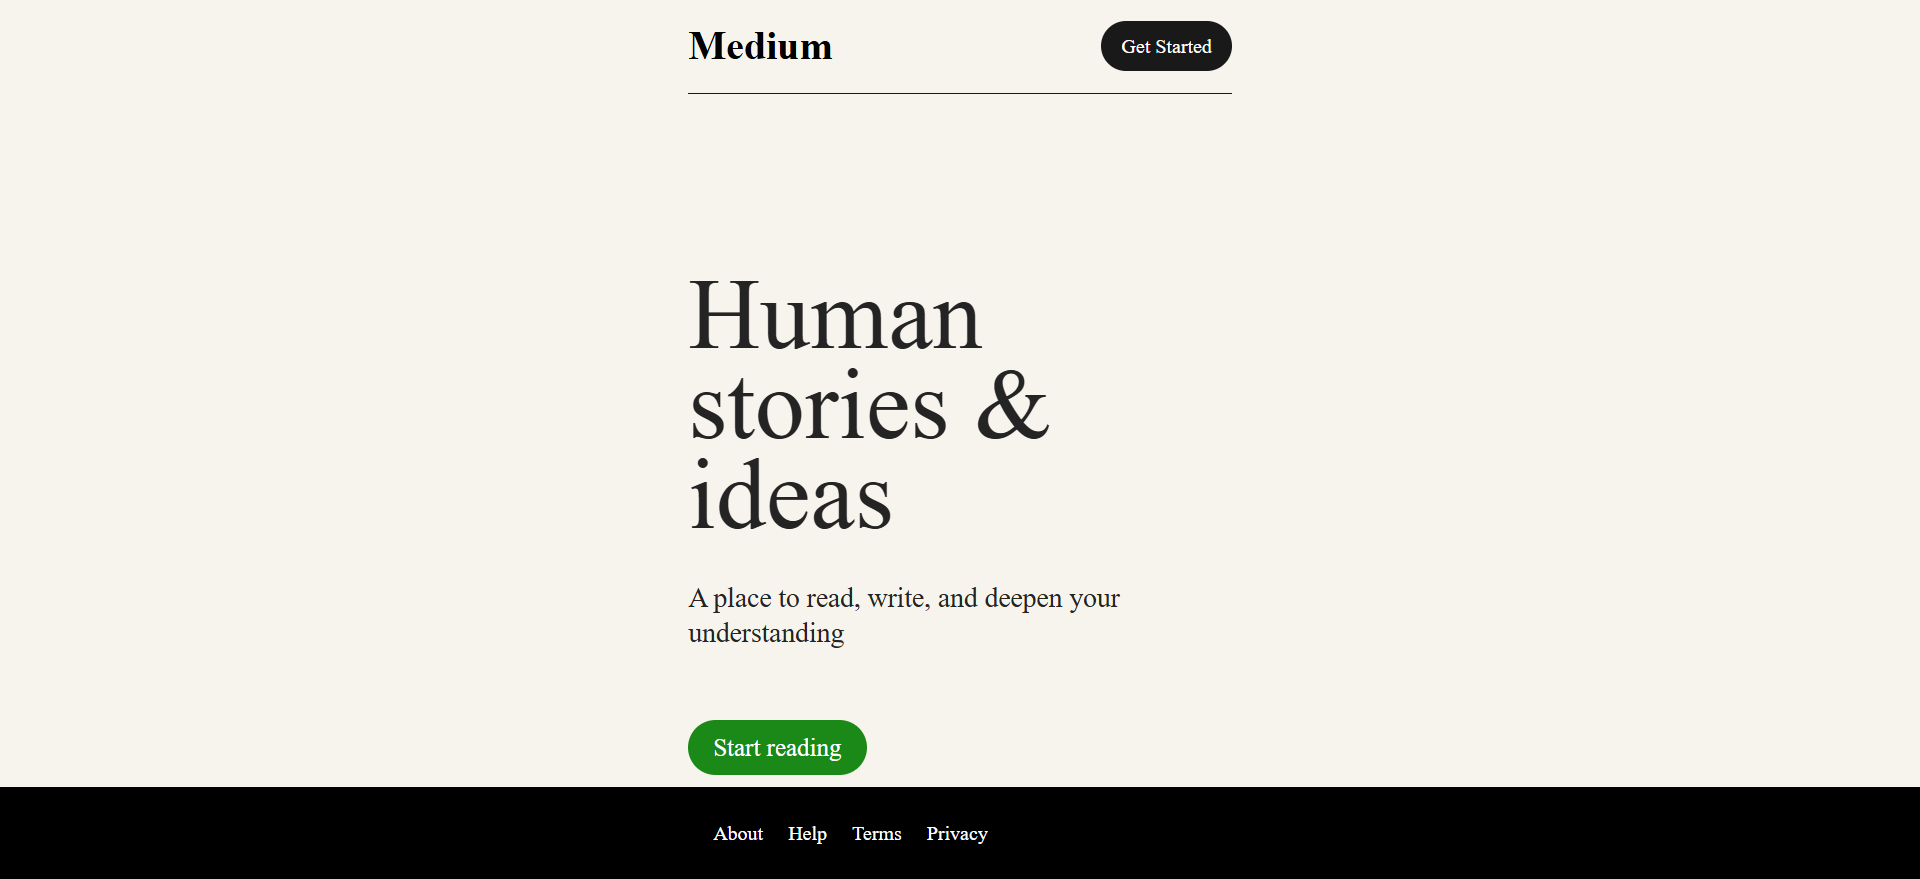 Medium
Get Started
Human
stories &
ideas
A place to read, write, and deepen your
understanding
Start reading
About Help Terms Privacy